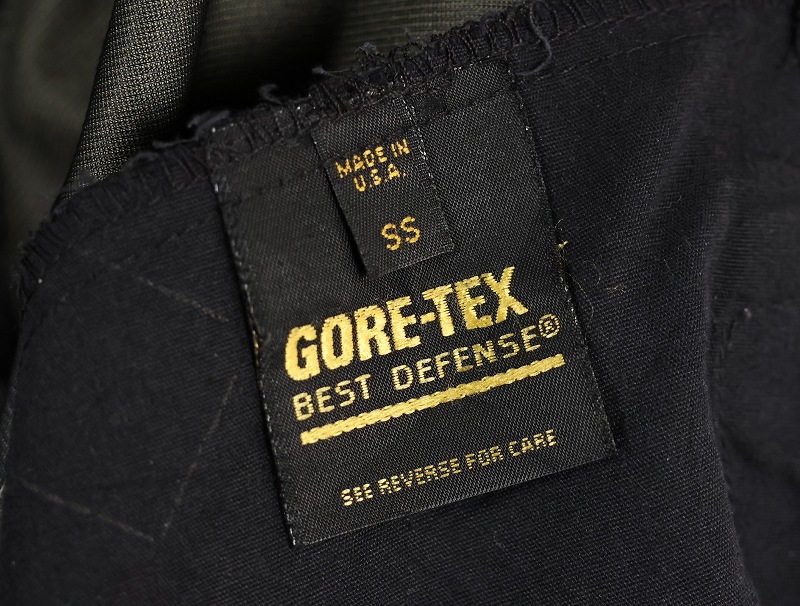 MADE IN
U.S.A.
SS
GORE-TEX
BEST DEFENSE®
SEE REVERSE FOR CARE